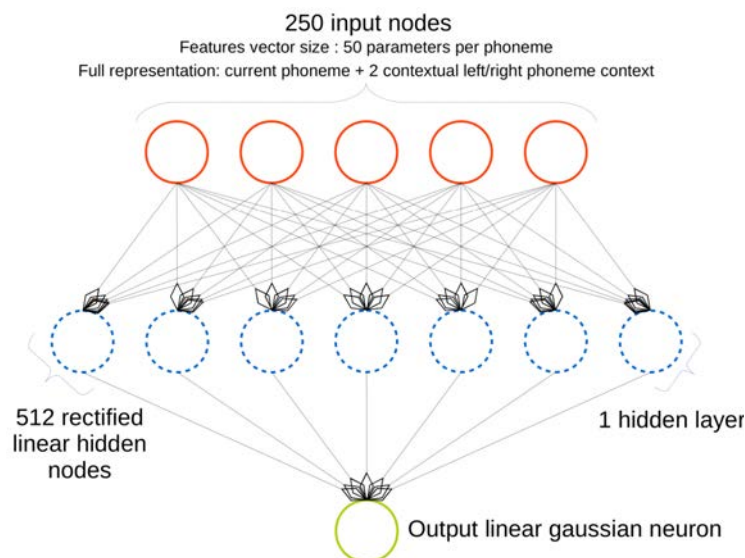 250 input nodes
Features vector size : 50 parameters per phoneme
Full representation: current phoneme + 2 contextual left/right phoneme context
512 rectified
linear hidden
nodes
1 hidden layer
Output linear gaussian neuron